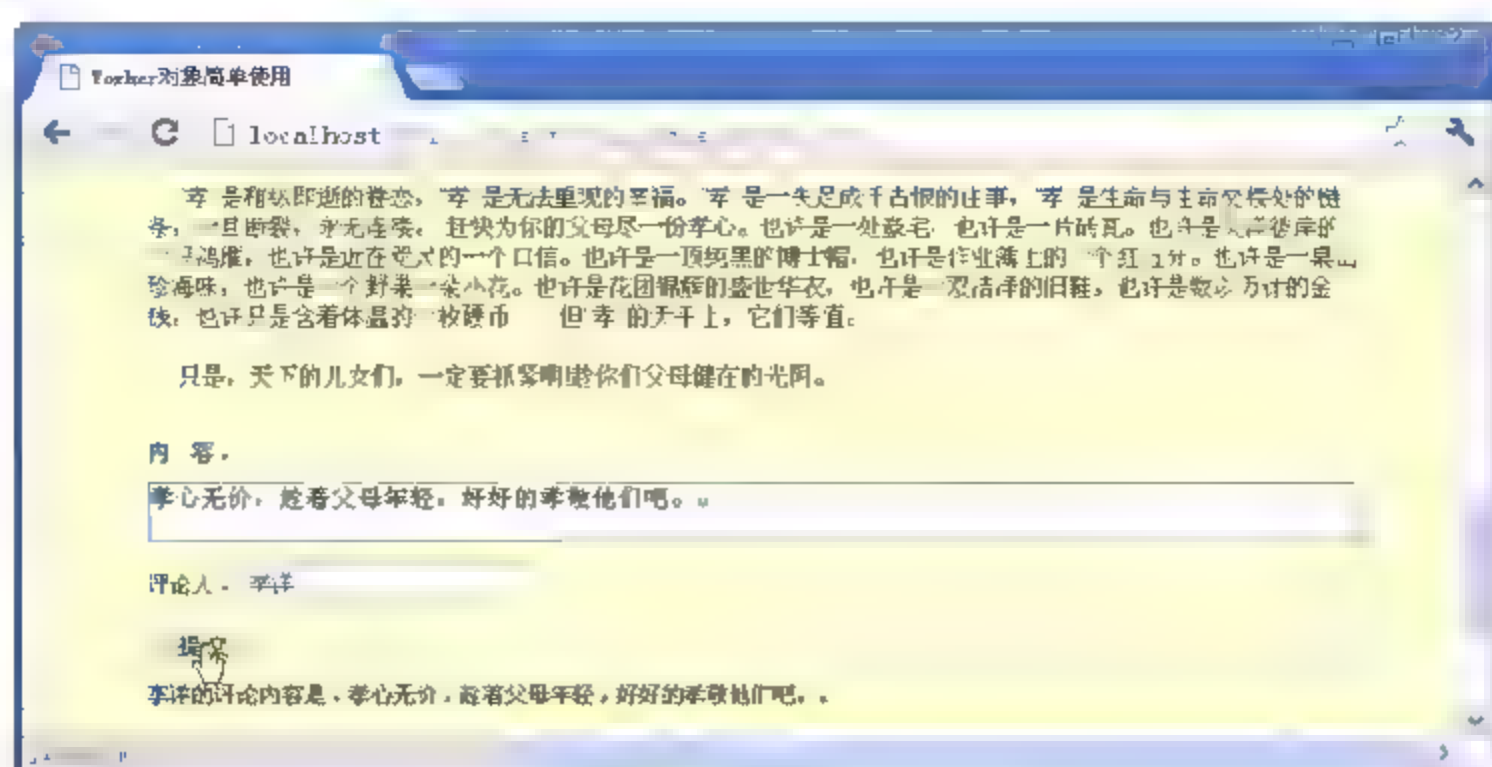 Worker对象简单使用
localhost
孝 是稍纵即逝的眷恋，“孝 是无法重现的幸福。“孝 是一失足成千古恨的往事，“孝 是生命与生命交接处的链
条，一旦断裂，永无连接。 赶快为你的父母尽一份孝心。也许是一处豪宅 也许是一片砖瓦。也许是大洋彼岸的
鸿雁，也许是近在咫尺的一个口信。也许是一顶纯黑的博士帽，也许是作业簿上的 个红 分。也许是一桌山
珍海味，也许是一个野果一朵小花。也许是花团锦簇的盛世华衣，也许是 双洁净的旧鞋，也许是数以万计的金
钱，也许只是含着体温的 枚硬币 但 孝 的天平上，它们等值。
只是，天下的儿女们，一定要抓紧啊！趁你们父母健在的光阴。
内 容
孝心无价，趁着父母年轻，好好的孝敬他们吧。
评论人 李洋
提交
李洋的评论内容是 孝心无价，趁着父母年轻，好好的孝敬他们吧。